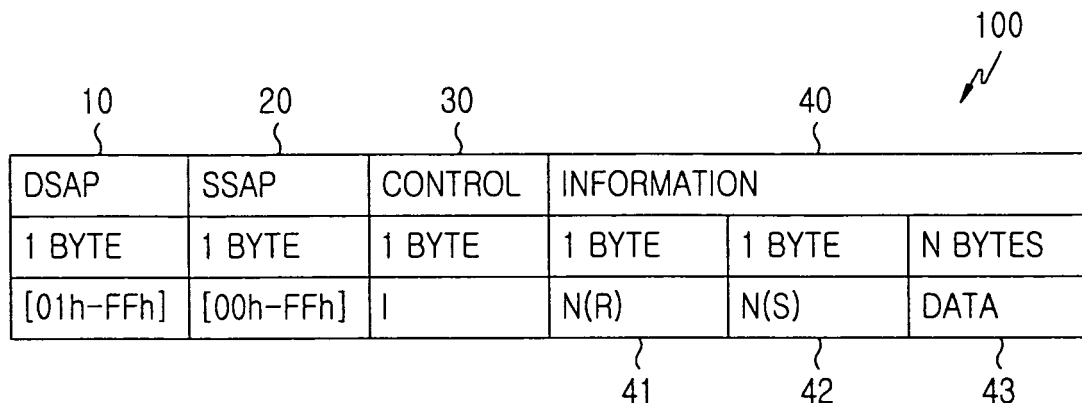 100
10 20 30 40
DSAP SSAP CONTROL INFORMATION
1 BYTE 1 BYTE 1 BYTE 1 BYTE 1 BYTE N BYTES
[01h-FFh] [00h-FFh] I N(R) N(S) DATA
41 42 43